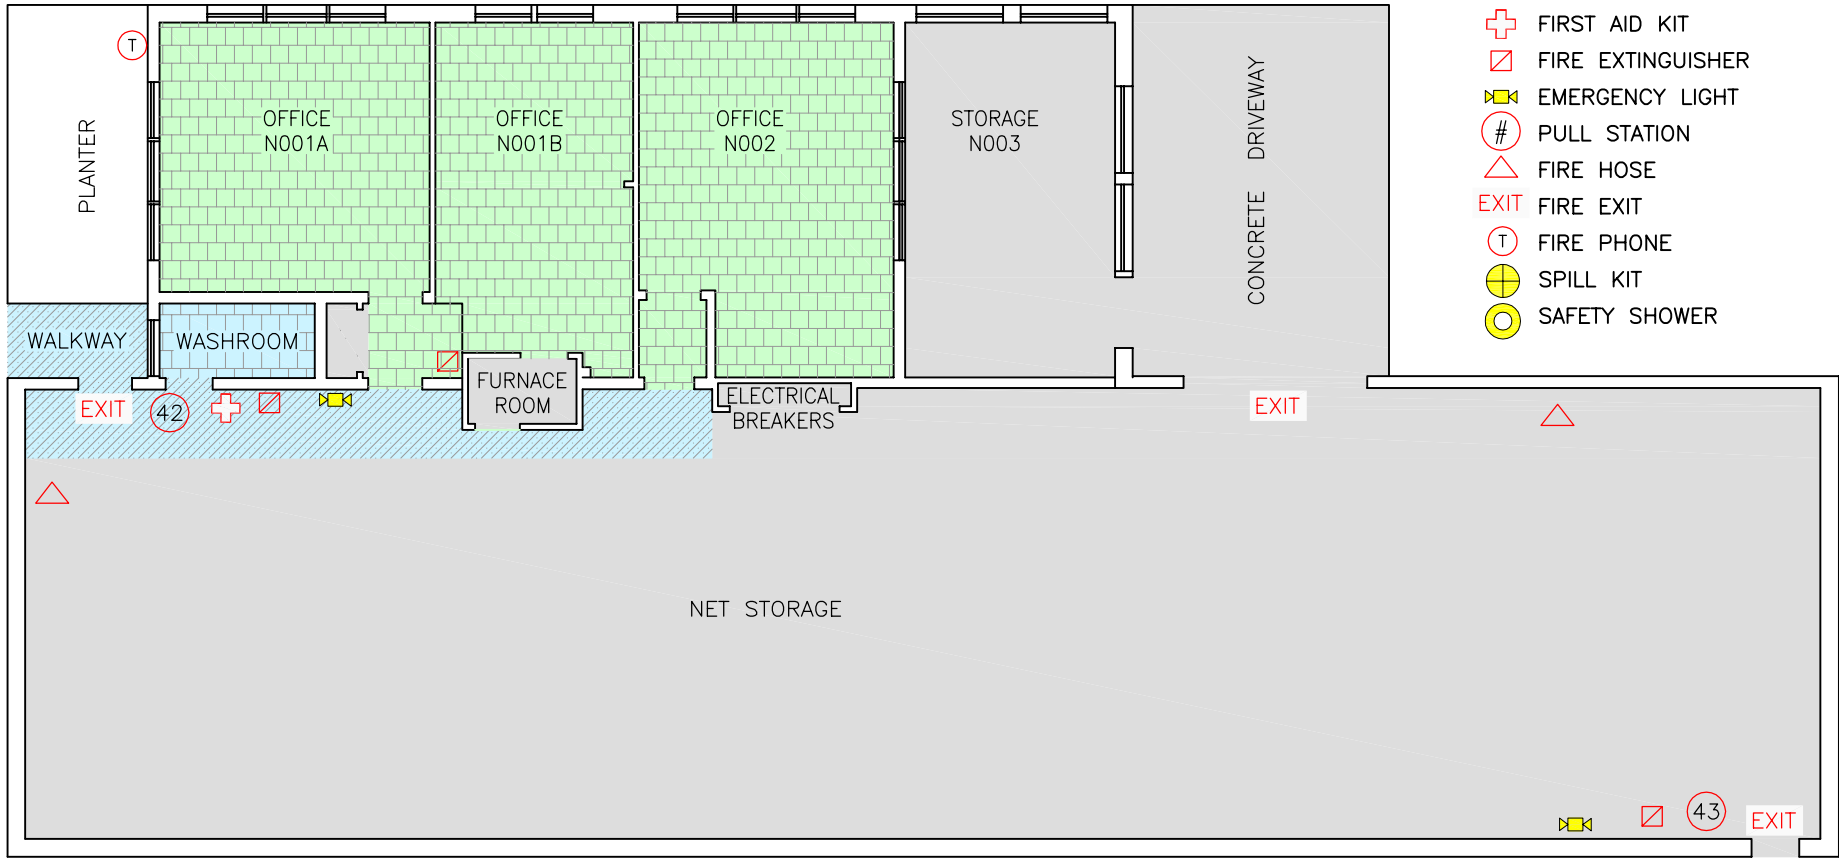 T
PLANTER
OFFICE
N001A
OFFICE
N001B
OFFICE
N002
STORAGE
N003
CONCRETE DRIVEWAY
FIRST AID KIT
FIRE EXTINGUISHER
EMERGENCY LIGHT
# PULL STATION
FIRE HOSE
EXIT FIRE EXIT
T FIRE PHONE
SPILL KIT
SAFETY SHOWER
WALKWAY
WASHROOM
FURNACE
ROOM
ELECTRICAL
BREAKERS
EXIT
42
EXIT
NET STORAGE
43
EXIT